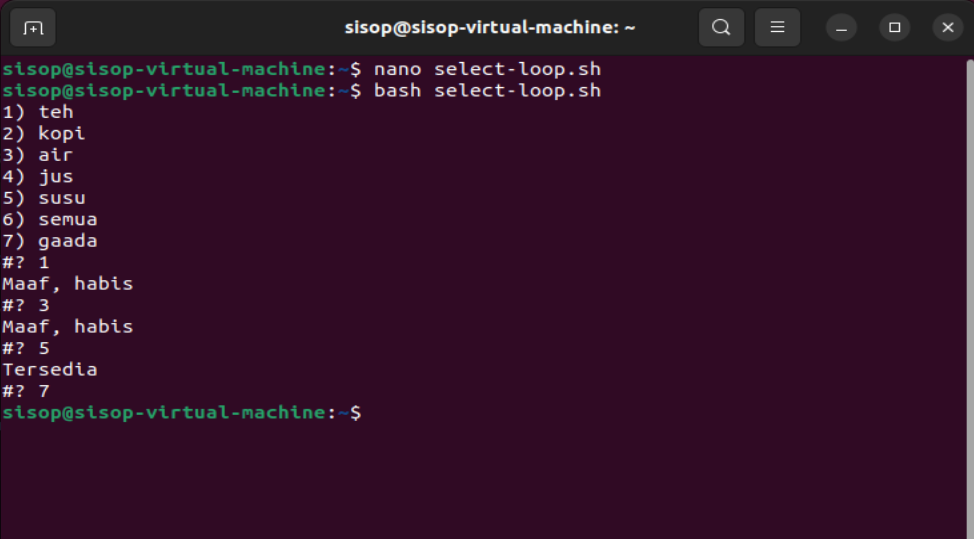 sisop@sisop-virtual-machine: ~
sisop@sisop-virtual-machine:~$ nano select-loop.sh
sisop@sisop-virtual-machine:~$ bash select-loop.sh
1) teh
2) kopi
3) air
4) jus
5) susu
6) semua
7) gaada
#? 1
Maaf, habis
#? 3
Maaf, habis
#? 5
Tersedia
#? 7
sisop@sisop-virtual-machine:~$